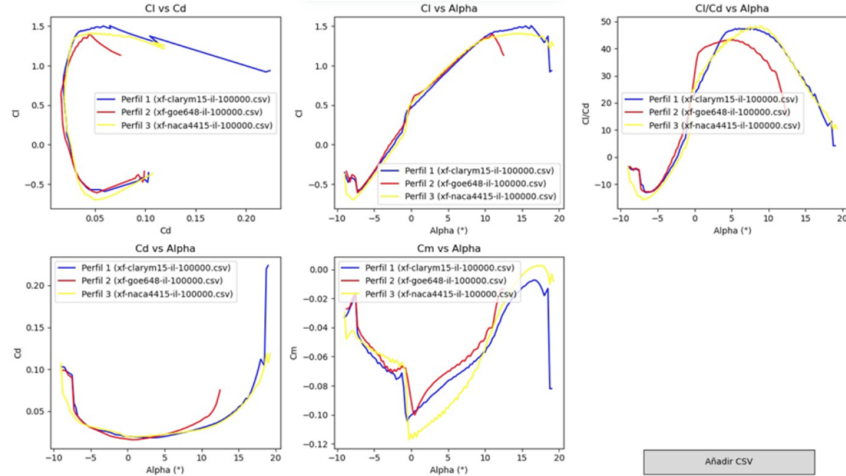 Cl vs Cd
1.5
1.0
0.5
0.0
−0.5
Cl
0.05 0.10 0.15 0.20
Cd
Perfil 1 (xf-clarym15-il-100000.csv)
Perfil 2 (xf-goe648-il-100000.csv)
Perfil 3 (xf-naca4415-il-100000.csv)
Cl vs Alpha
1.5
1.0
0.5
0.0
−0.5
Cl
−10 −5 0 5 10 15 20
Alpha (°)
Perfil 1 (xf-clarym15-il-100000.csv)
Perfil 2 (xf-goe648-il-100000.csv)
Perfil 3 (xf-naca4415-il-100000.csv)
Cl/Cd vs Alpha
50
40
30
20
10
0
−10
Cl/Cd
−10 −5 0 5 10 15 20
Alpha (°)
Perfil 1 (xf-clarym15-il-100000.csv)
Perfil 2 (xf-goe648-il-100000.csv)
Perfil 3 (xf-naca4415-il-100000.csv)
Cd vs Alpha
0.20
0.15
0.10
0.05
Cd
−10 −5 0 5 10 15 20
Alpha (°)
Perfil 1 (xf-clarym15-il-100000.csv)
Perfil 2 (xf-goe648-il-100000.csv)
Perfil 3 (xf-naca4415-il-100000.csv)
Cm vs Alpha
0.00
−0.02
−0.04
−0.06
−0.08
−0.10
−0.12
Cm
−10 −5 0 5 10 15 20
Alpha (°)
Perfil 1 (xf-clarym15-il-100000.csv)
Perfil 2 (xf-goe648-il-100000.csv)
Perfil 3 (xf-naca4415-il-100000.csv)
Añadir CSV